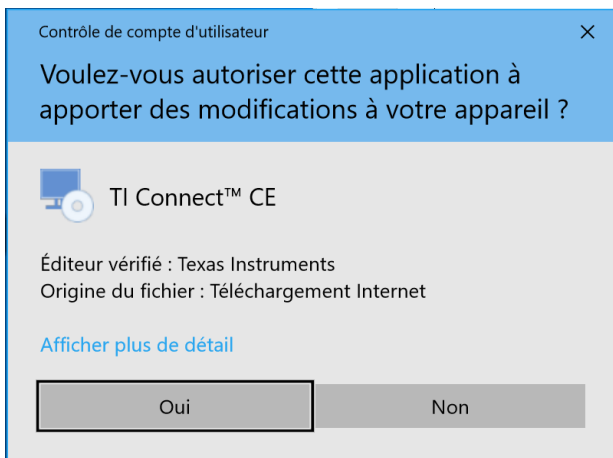 Contrôle de compte d'utilisateur
Voulez-vous autoriser cette application à
apporter des modifications à votre appareil ?
TI Connect™ CE
Éditeur vérifié : Texas Instruments
Origine du fichier : Téléchargement Internet
Afficher plus de détail
Oui
Non